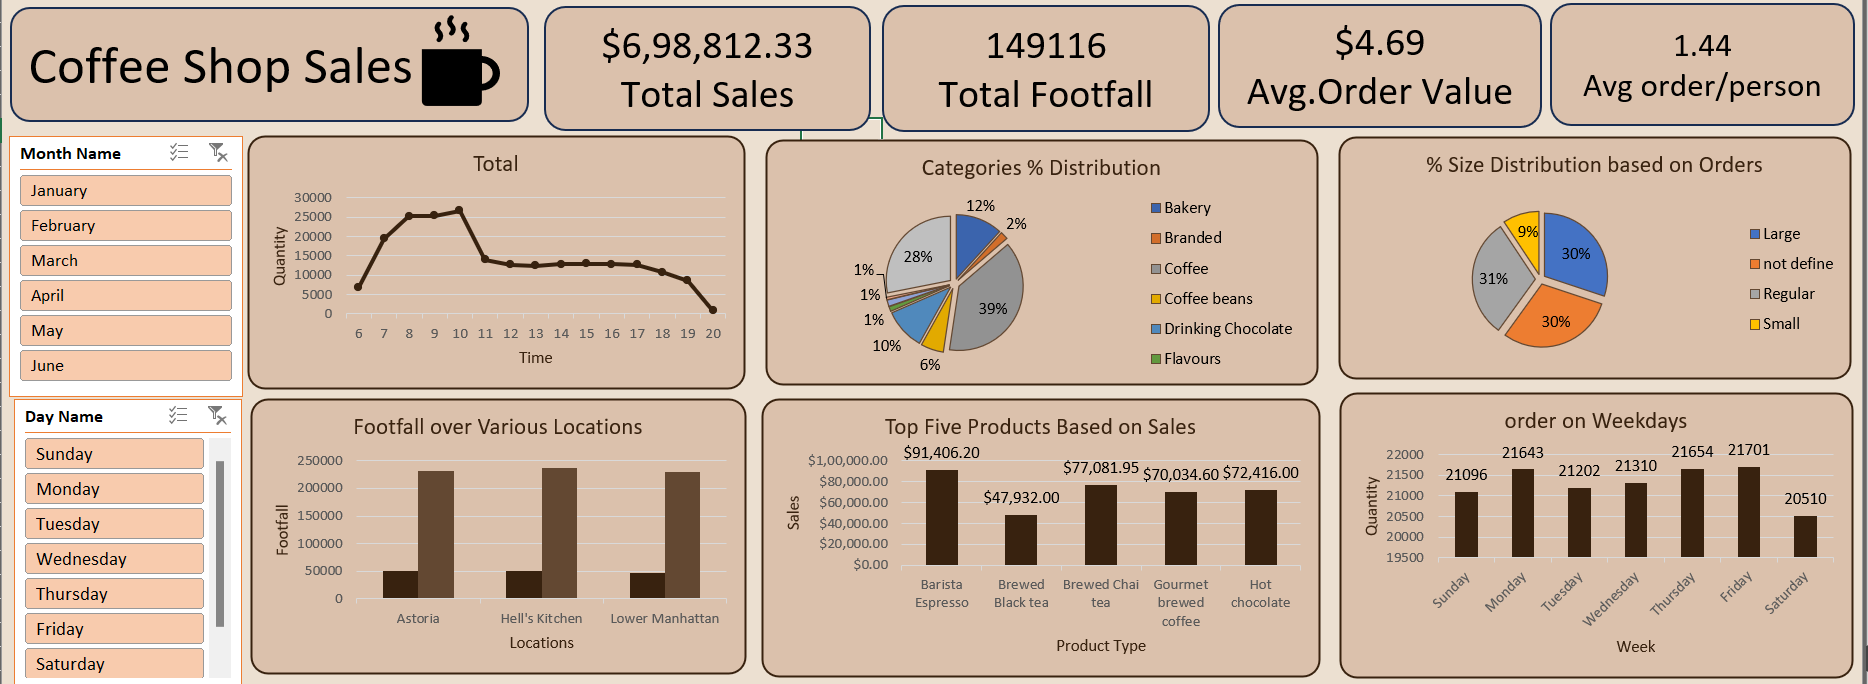 Coffee Shop Sales
$6,98,812.33
Total Sales
149116
Total Footfall
$4.69
Avg.Order Value
1.44
Avg order/person
Month Name
January
February
March
April
May
June
Day Name
Sunday
Monday
Tuesday
Wednesday
Thursday
Friday
Saturday
Total
Quantity
30000
25000
20000
15000
10000
5000
0
6 7 8 9 10 11 12 13 14 15 16 17 18 19 20
Time
Categories % Distribution
12%
2%
39%
6%
10%
1%
1%
1%
28%
Bakery
Branded
Coffee
Coffee beans
Drinking Chocolate
Flavours
% Size Distribution based on Orders
30%
30%
31%
9%
Large
not define
Regular
Small
Footfall over Various Locations
Footfall
250000
200000
150000
100000
50000
0
Astoria Hell's Kitchen Lower Manhattan
Locations
Top Five Products Based on Sales
Sales
$1,00,000.00
$80,000.00
$60,000.00
$40,000.00
$20,000.00
$0.00
$91,406.20
$47,932.00
$77,081.95
$70,034.60
$72,416.00
Barista
Espresso
Brewed
Black tea
Brewed Chai
tea
Gourmet
brewed
coffee
Hot
chocolate
Product Type
order on Weekdays
Quantity
22000
21500
21000
20500
20000
19500
21096
21643
21202
21310
21654
21701
20510
Sunday
Monday
Tuesday
Wednesday
Thursday
Friday
Saturday
Week